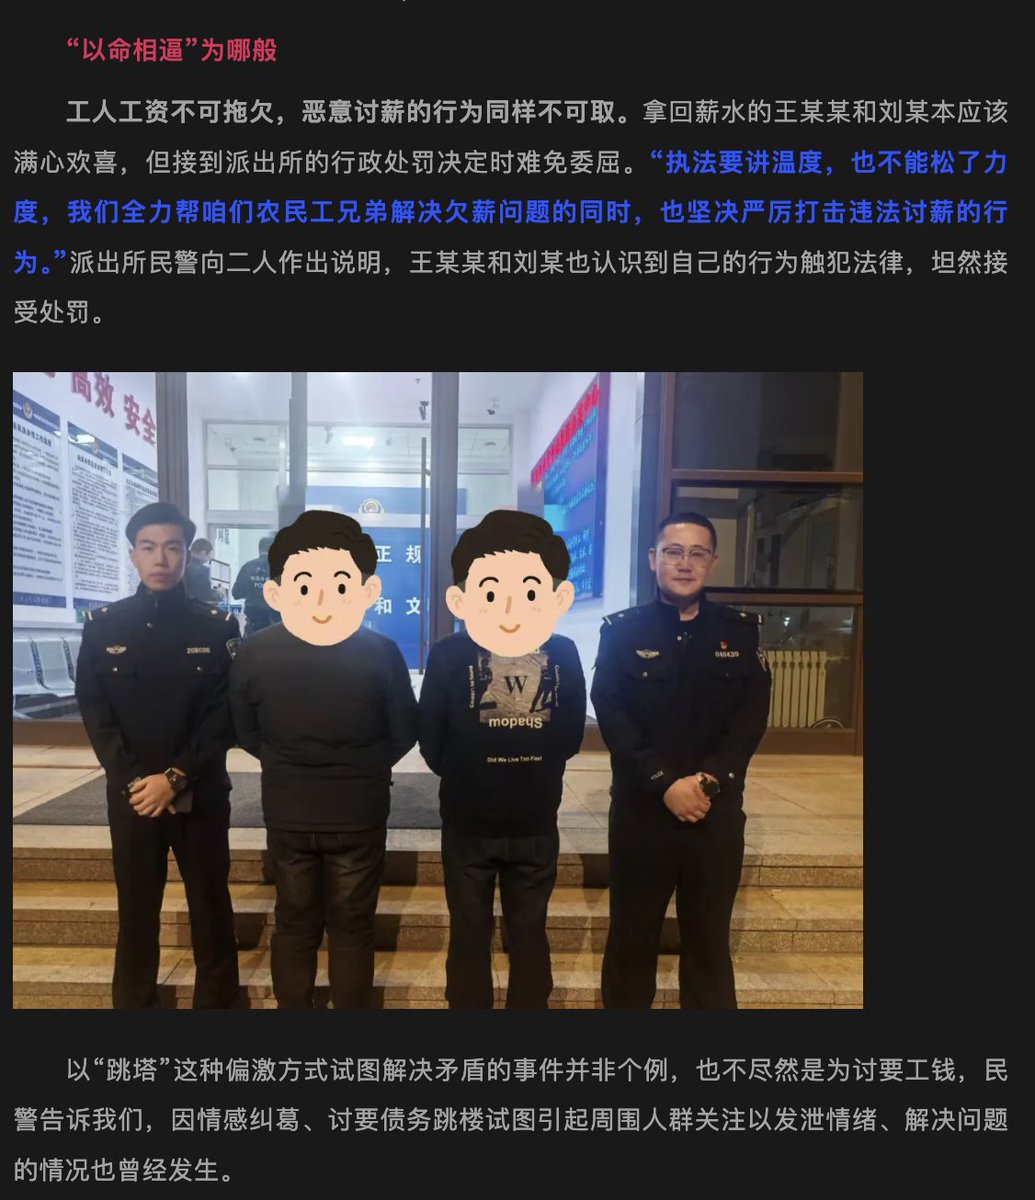 “以命相逼”为哪般
工人工资不可拖欠，恶意讨薪的行为同样不可取。拿回薪水的王某某和刘某本应该
满心欢喜，但接到派出所的行政处罚决定时难免委屈。“执法要讲温度，也不能松了力
度，我们全力帮咱们农民工兄弟解决欠薪问题的同时，也坚决严厉打击违法讨薪的行
为。”派出所民警向二人作出说明，王某某和刘某也认识到自己的行为触犯法律，坦然接
受处罚。
高效 安全
正 规
和 文
W
Shadow
Did We Live Too Fast
040439
POLICE
以“跳塔”这种偏激方式试图解决矛盾的事件并非个例，也不尽然是为讨要工钱，民
警告诉我们，因情感纠葛、讨要债务跳楼试图引起周围人群关注以发泄情绪、解决问题
的情况也曾经发生。